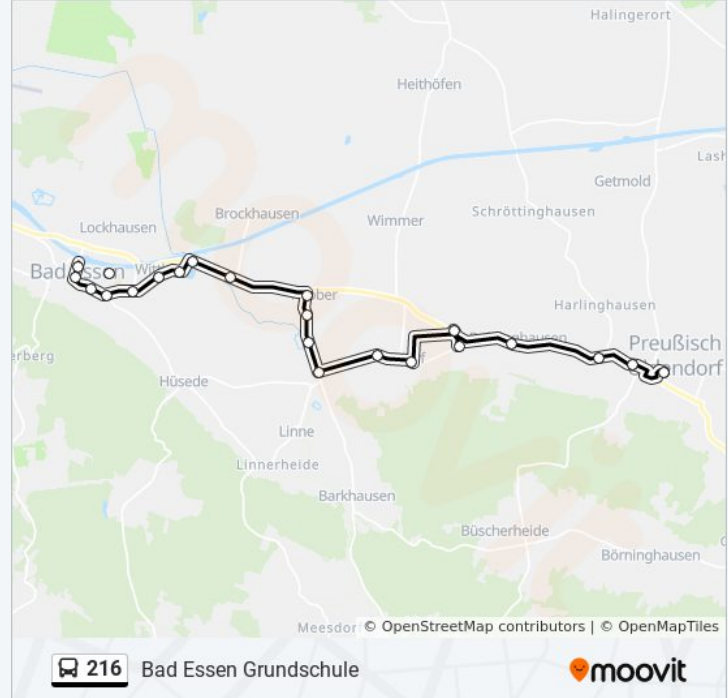 Halingerort
Heithöfen
Getmold
Schröttinghausen
Wimmer
Brockhausen
Lockhausen
Harlinghausen
Preußisch
Hüsede
Linne
Linnerheide
Barkhausen
Büscherheide
Börninghausen
© OpenStreetMap contributors | © OpenMapTiles
216 Bad Essen Grundschule
moovit